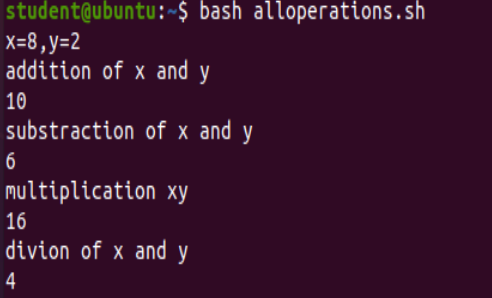 student@ubuntu:~$ bash alloperations.sh
x=8,y=2
addition of x and y
10
substraction of x and y
6
multiplication xy
16
divion of x and y
4